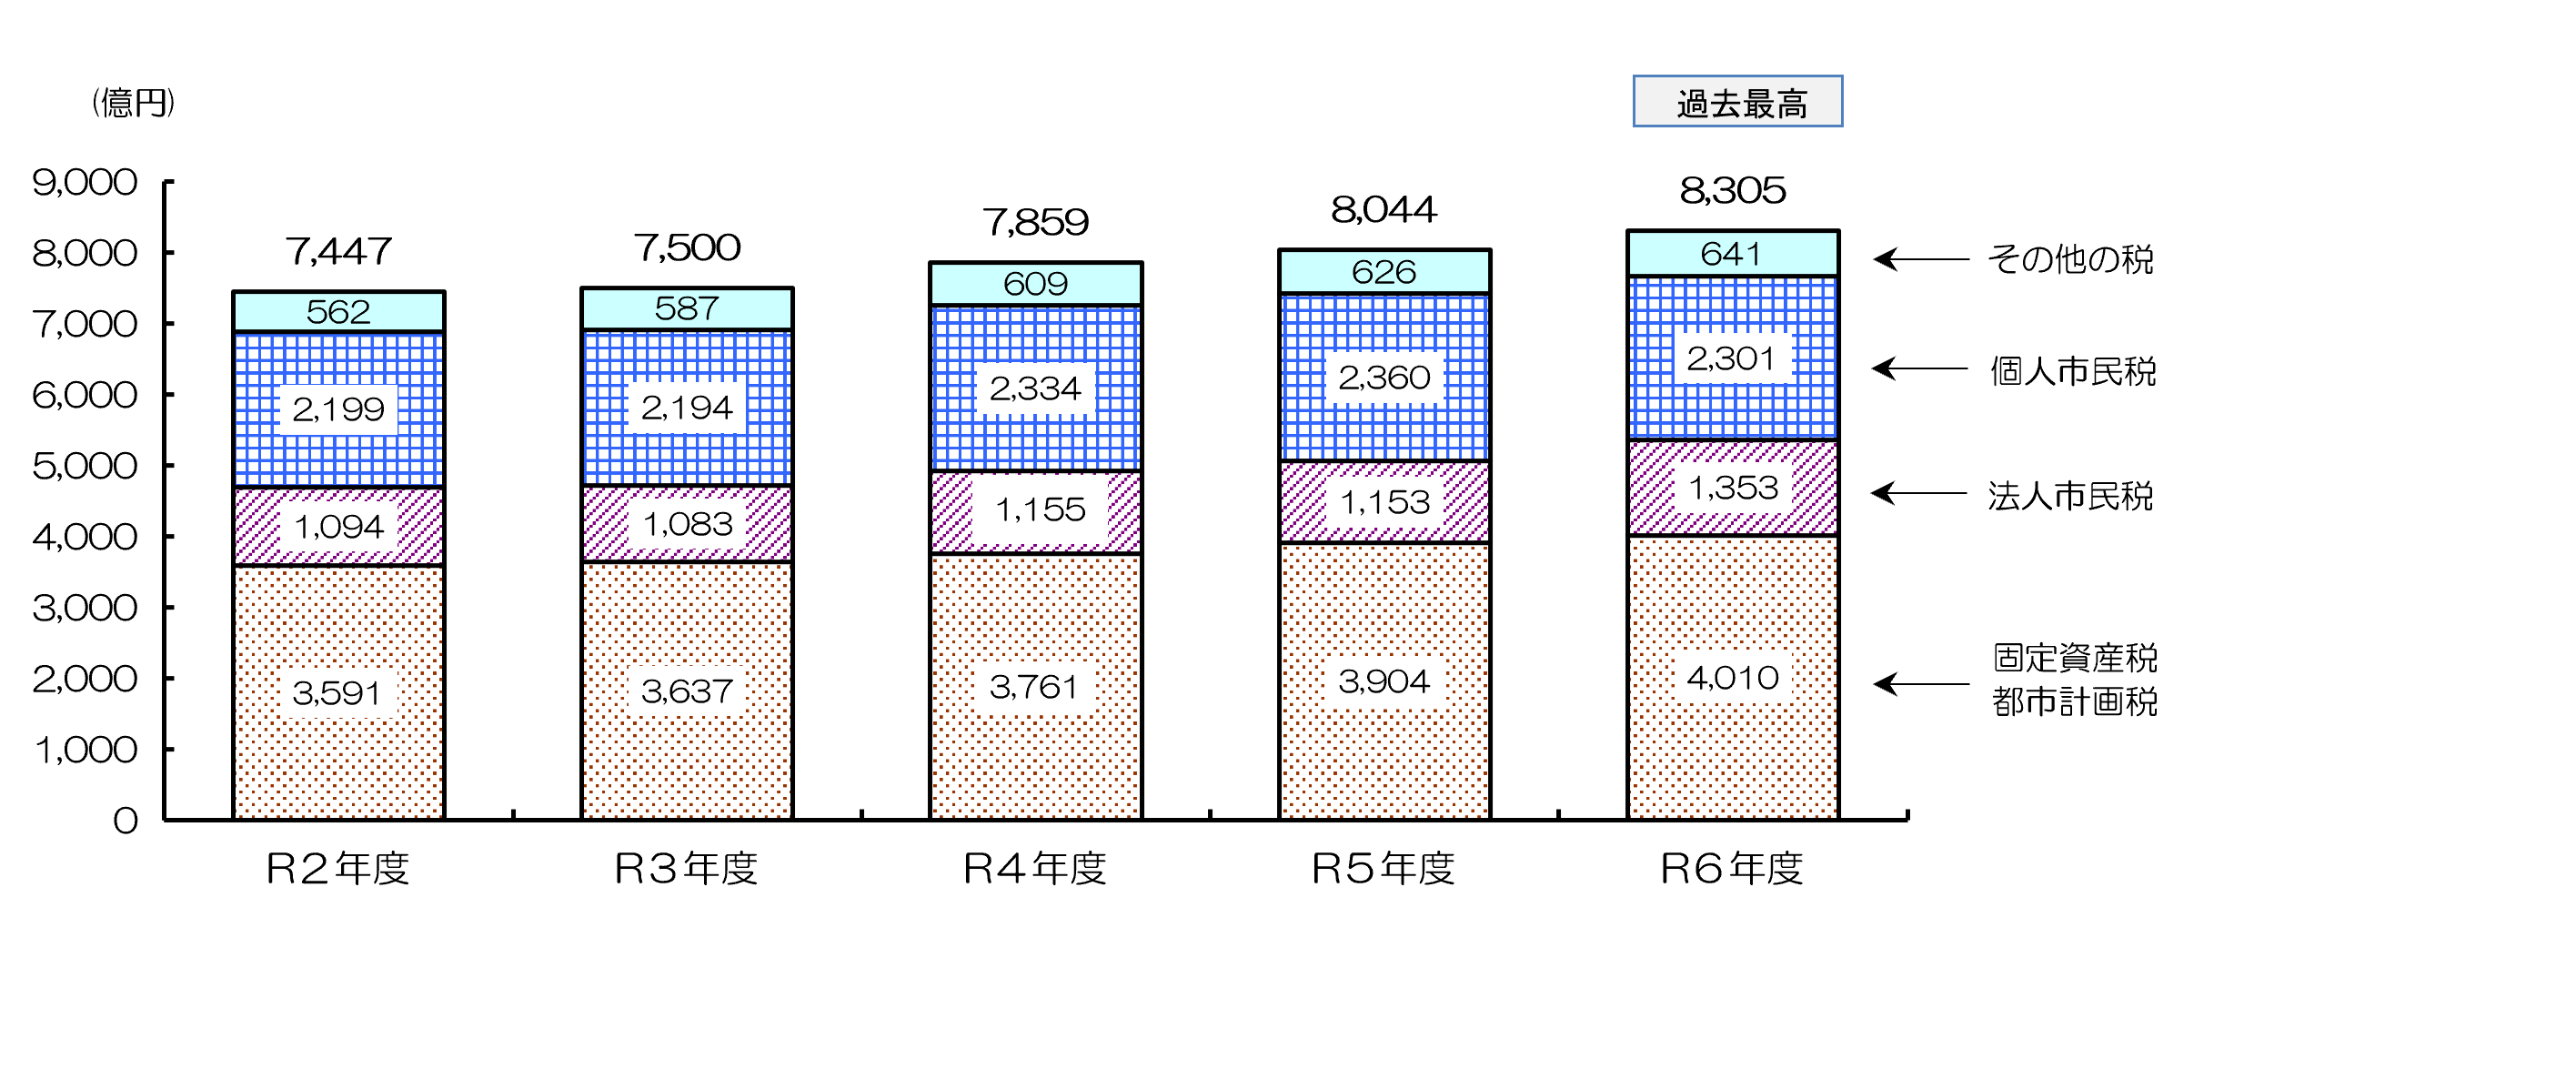 (億円)
過去最高
9,000
8,000
7,000
6,000
5,000
4,000
3,000
2,000
1,000
0
7,447
562
2,199
1,094
3,591
7,500
587
2,194
1,083
3,637
7,859
609
2,334
1,155
3,761
8,044
626
2,360
1,153
3,904
8,305
641
2,301
1,353
4,010
その他の税
個人市民税
法人市民税
固定資産税
都市計画税
R2年度
R3年度
R4年度
R5年度
R6年度